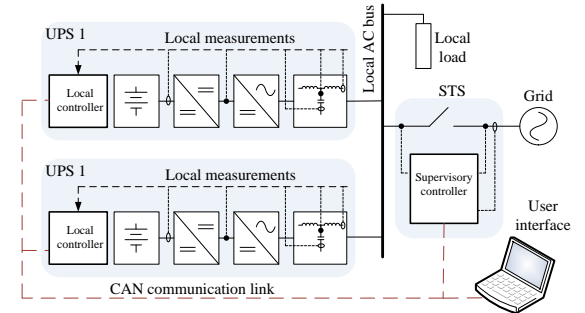 UPS 1
Local measurements
Local
controller
Local AC bus
Local
load
STS
Grid
Supervisory
controller
UPS 1
Local measurements
Local
controller
User
interface
CAN communication link